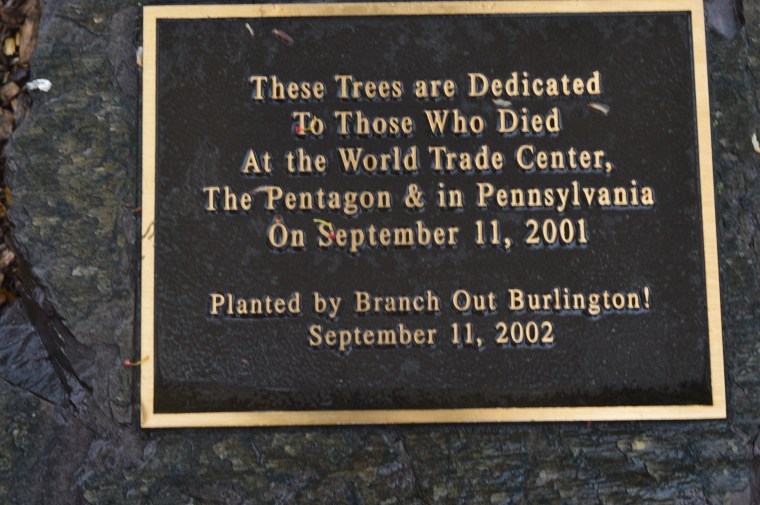 These Trees are Dedicated
To Those Who Died
At the World Trade Center,
The Pentagon & in Pennsylvania
On September 11, 2001
Planted by Branch Out Burlington!
September 11, 2002